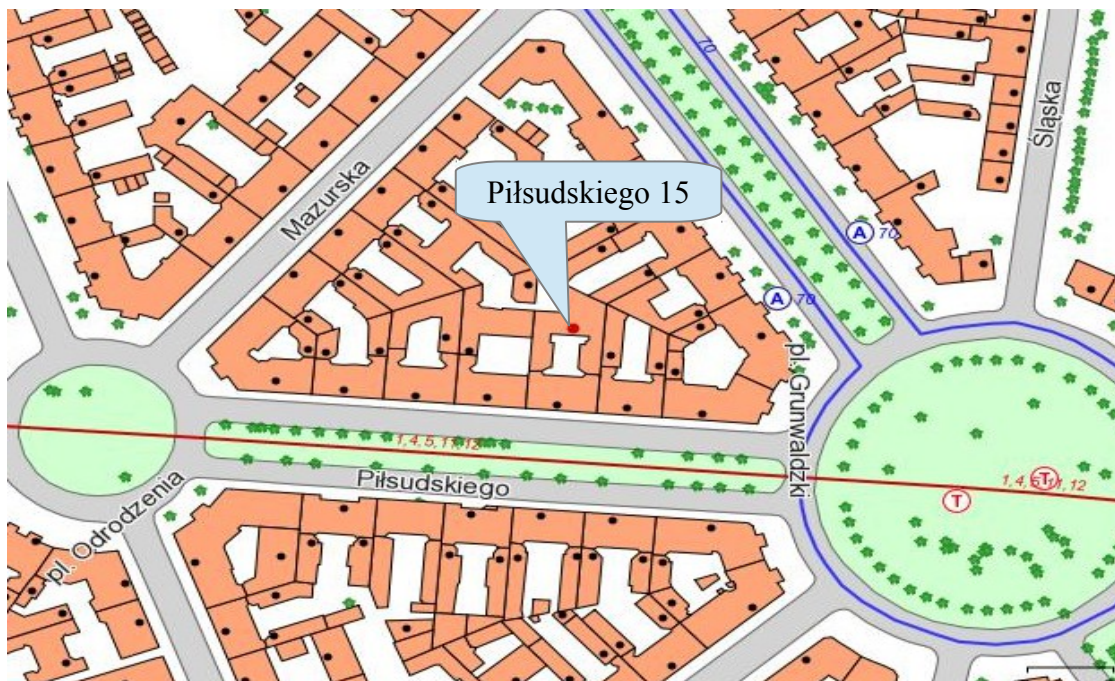 70
Śląska
Mazurska
Piłsudskiego 15
A 70
A 70
pl. Grunwaldzki
1, 4, 5, 11, 12
Piłsudskiego
1, 4, 5, 11, 12
T
T
pl. Odrodzenia